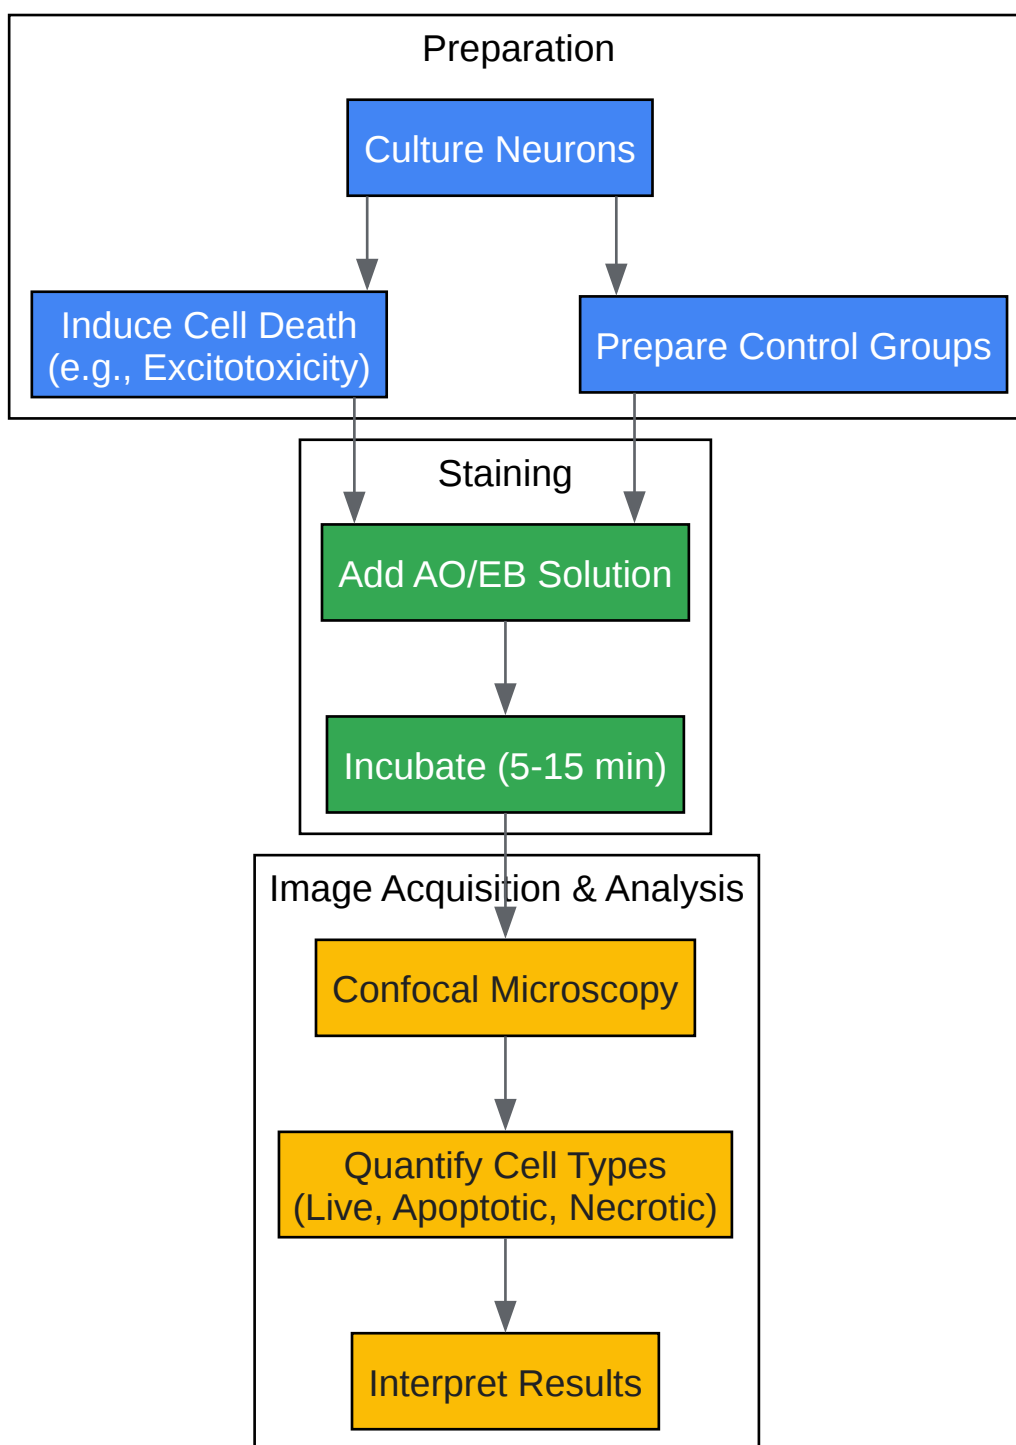 Preparation
Culture Neurons
Induce Cell Death
(e.g., Excitotoxicity)
Prepare Control Groups
Staining
Add AO/EB Solution
Incubate (5-15 min)
Image Acquisition & Analysis
Confocal Microscopy
Quantify Cell Types
(Live, Apoptotic, Necrotic)
Interpret Results